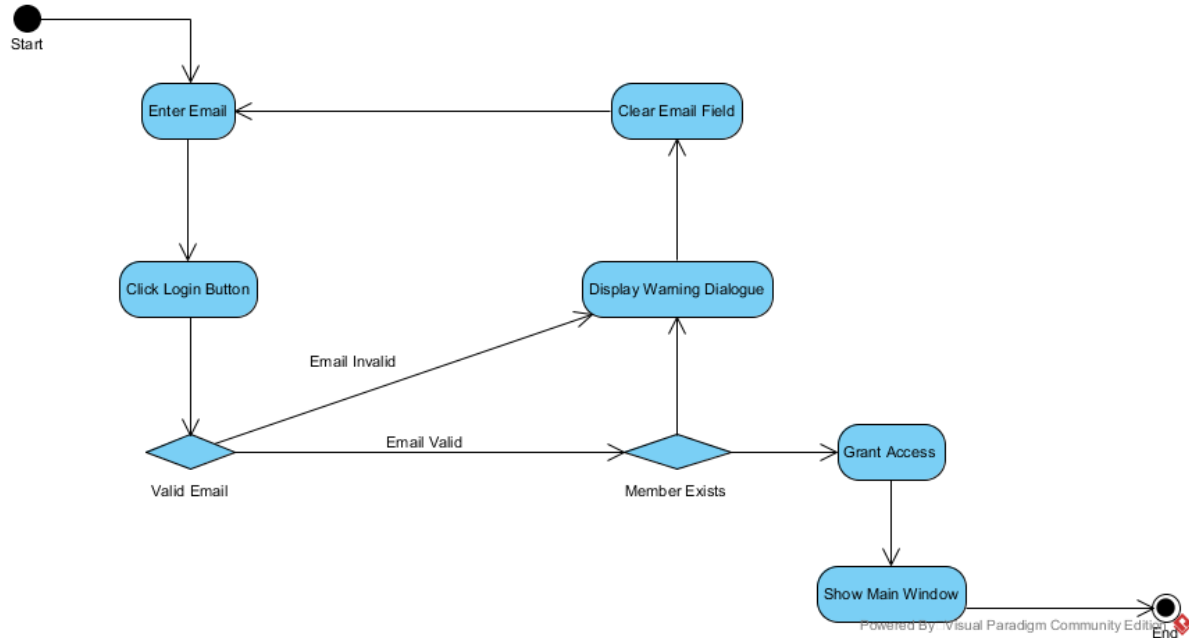 Start
Enter Email
Clear Email Field
Click Login Button
Display Warning Dialogue
Email Invalid
Email Valid
Valid Email
Member Exists
Grant Access
Show Main Window
Powered By Visual Paradigm Community Edition
End